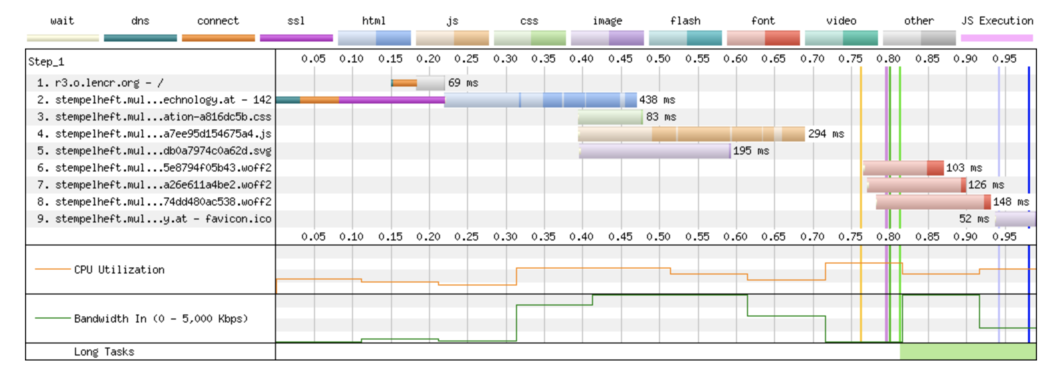 wait dns connect ssl html js css image flash font video other JS Execution
Step_1 0.05 0.10 0.15 0.20 0.25 0.30 0.35 0.40 0.45 0.50 0.55 0.60 0.65 0.70 0.75 0.80 0.85 0.90 0.95
1. r3.o.lencr.org - / 69 ms
2. stempelheft.mul...echnology.at - 142 438 ms
3. stempelheft.mul...ation-a816dc5b.css 83 ms
4. stempelheft.mul...a7ee95d154675a4.js 294 ms
5. stempelheft.mul...db0a7974c0a62d.svg 195 ms
6. stempelheft.mul...5e8794f05b43.woff2 103 ms
7. stempelheft.mul...a26e611a4be2.woff2 126 ms
8. stempelheft.mul...74dd480ac538.woff2 148 ms
9. stempelheft.mul...y.at - favicon.ico 52 ms
0.05 0.10 0.15 0.20 0.25 0.30 0.35 0.40 0.45 0.50 0.55 0.60 0.65 0.70 0.75 0.80 0.85 0.90 0.95
CPU Utilization
Bandwidth In (0 - 5,000 Kbps)
Long Tasks